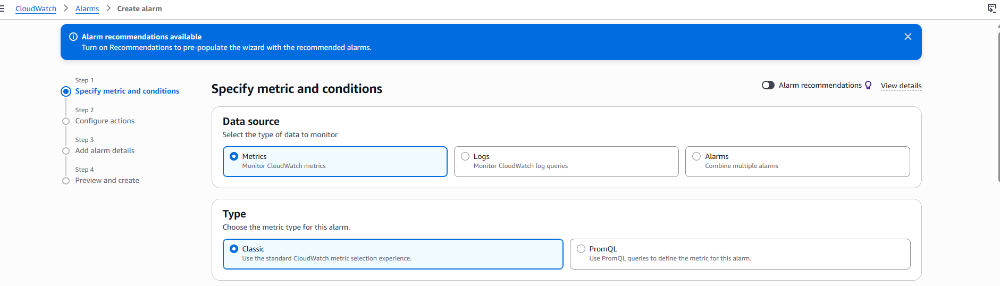 CloudWatch > Alarms > Create alarm
Alarm recommendations available
Turn on Recommendations to pre-populate the wizard with the recommended alarms.
Step 1
Specify metric and conditions
Step 2
Configure actions
Step 3
Add alarm details
Step 4
Preview and create
Specify metric and conditions
Alarm recommendations View details
Data source
Select the type of data to monitor
Metrics
Monitor CloudWatch metrics
Logs
Monitor CloudWatch log queries
Alarms
Combine multiple alarms
Type
Choose the metric type for this alarm.
Classic
Use the standard CloudWatch metric selection experience.
PromQL
Use PromQL queries to define the metric for this alarm.